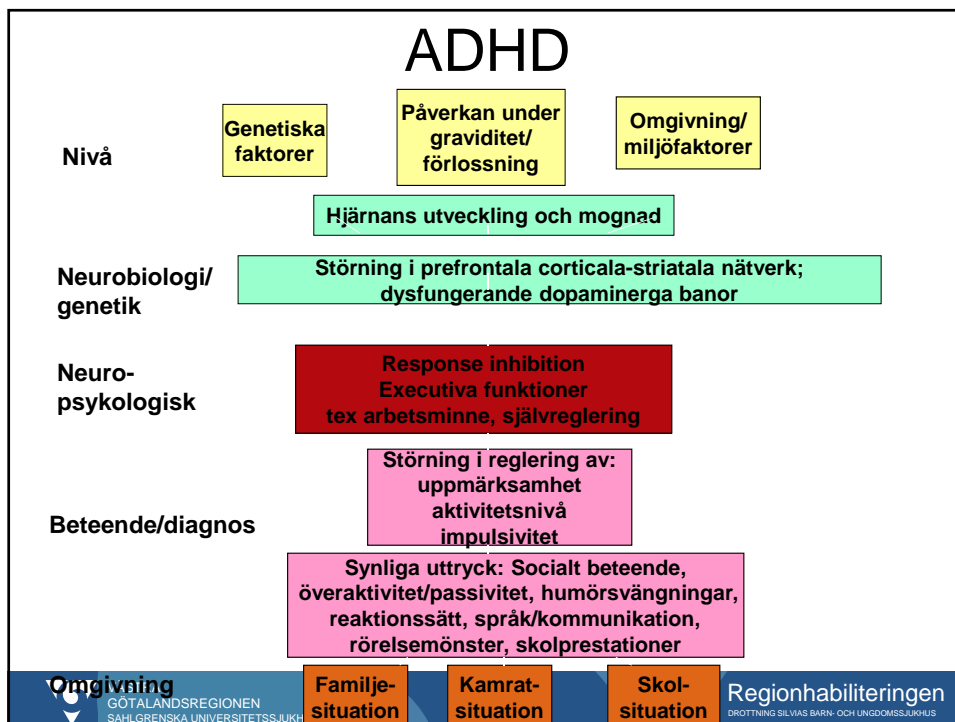 ADHD
Nivå
Genetiska
faktorer
Påverkan under
graviditet/
förlossning
Omgivning/
miljöfaktorer
Hjärnans utveckling och mognad
Neurobiologi/
genetik
Störning i prefrontala corticala-striatala nätverk;
dysfungerande dopaminerga banor
Neuro-
psykologisk
Response inhibition
Executiva funktioner
tex arbetsminne, självreglering
Beteende/diagnos
Störning i reglering av:
uppmärksamhet
aktivitetsnivå
impulsivitet
Synliga uttryck: Socialt beteende,
överaktivitet/passivitet, humörsvängningar,
reaktionssätt, språk/kommunikation,
rörelsemönster, skolprestationer
Omgivning
Familje-
situation
Kamrat-
situation
Skol-
situation
VÄSTRA
GÖTALANDSREGIONEN
SAHLGRENSKA UNIVERSITETSSJUKH
Regionhabiliteringen
DROTTNING SILVIAS BARN- OCH UNGDOMSSJUKHUS